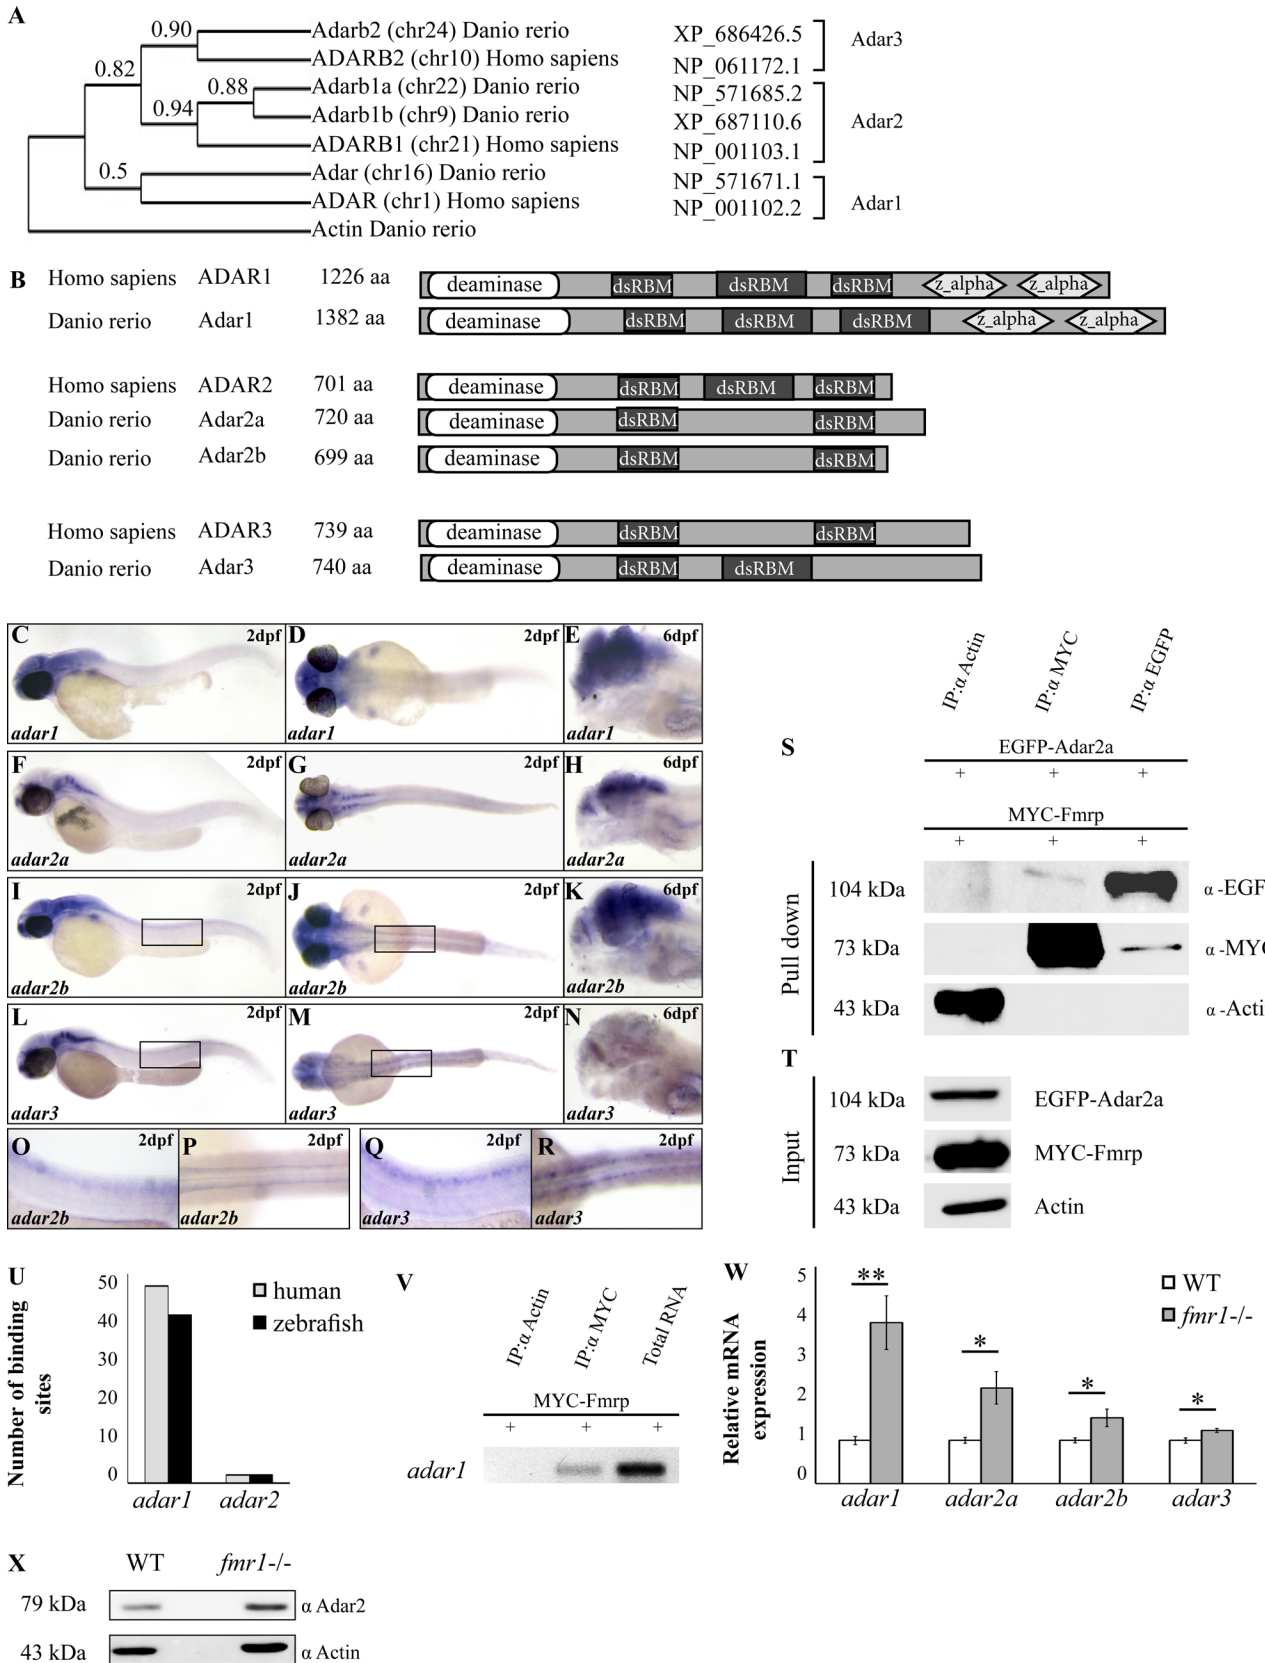 A
0.90
Adarb2 (chr24) Danio rerio
XP_686426.5
Adar3
ADARB2 (chr10) Homo sapiens
NP_061172.1
0.82
0.88
Adarb1a (chr22) Danio rerio
NP_571685.2
0.94
Adarb1b (chr9) Danio rerio
XP_687110.6
Adar2
ADARB1 (chr21) Homo sapiens
NP_001103.1
0.5
Adar (chr16) Danio rerio
NP_571671.1
ADAR (chr1) Homo sapiens
NP_001102.2
Adar1
Actin Danio rerio
B
Homo sapiens ADAR1 1226 aa deaminase dsRBM dsRBM dsRBM z_alpha z_alpha
Danio rerio Adar1 1382 aa deaminase dsRBM dsRBM dsRBM z_alpha z_alpha
Homo sapiens ADAR2 701 aa deaminase dsRBM dsRBM dsRBM
Danio rerio Adar2a 720 aa deaminase dsRBM dsRBM
Danio rerio Adar2b 699 aa deaminase dsRBM dsRBM
Homo sapiens ADAR3 739 aa deaminase dsRBM dsRBM
Danio rerio Adar3 740 aa deaminase dsRBM dsRBM
C 2dpf adar1
D 2dpf adar1
E 6dpf adar1
F 2dpf adar2a
G 2dpf adar2a
H 6dpf adar2a
I 2dpf adar2b
J 2dpf adar2b
K 6dpf adar2b
L 2dpf adar3
M 2dpf adar3
N 6dpf adar3
O 2dpf adar2b
P 2dpf adar2b
Q 2dpf adar3
R 2dpf adar3
S
IP:α Actin
IP:α MYC
IP:α EGFP
EGFP-Adar2a
+ + +
MYC-Fmrp
+ + +
Pull down
104 kDa α-EGF
73 kDa α-MYC
43 kDa α-Acti
T
Input
104 kDa EGFP-Adar2a
73 kDa MYC-Fmrp
43 kDa Actin
U
Number of binding
sites
50
40
30
20
10
0
human
zebrafish
adar1 adar2
V
IP:α Actin
IP:α MYC
Total RNA
MYC-Fmrp
+ + +
adar1
W
Relative mRNA
expression
5
4
3
2
1
0
** * * *
WT
fmr1-/-
adar1 adar2a adar2b adar3
X
WT fmr1-/-
79 kDa α Adar2
43 kDa α Actin